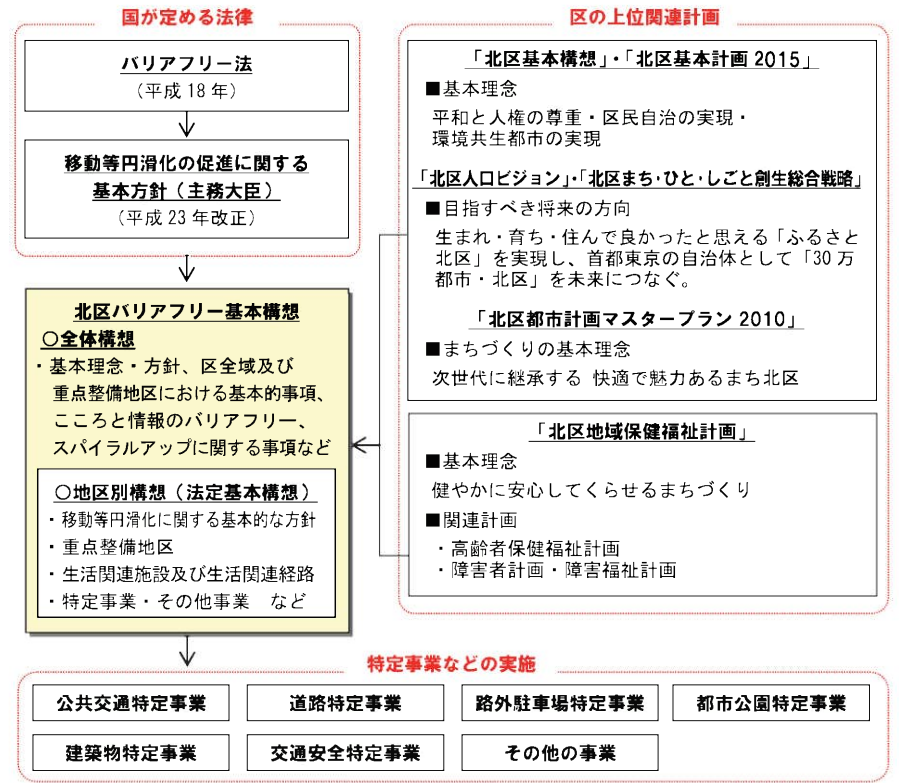 国が定める法律
バリアフリー法
(平成18年)
移動等円滑化の促進に関する
基本方針(主務大臣)
(平成23年改正)
区の上位関連計画
「北区基本構想」・「北区基本計画2015」
■基本理念
平和と人権の尊重・区民自治の実現・
環境共生都市の実現
「北区人口ビジョン」・「北区まち・ひと・しごと創生総合戦略」
■目指すべき将来の方向
生まれ・育ち・住んで良かったと思える「ふるさと
北区」を実現し、首都東京の自治体として「30万
都市・北区」を未来につなぐ。
「北区都市計画マスタープラン2010」
■まちづくりの基本理念
次世代に継承する 快適で魅力あるまち北区
「北区地域保健福祉計画」
■基本理念
健やかに安心してくらせるまちづくり
■関連計画
・高齢者保健福祉計画
・障害者計画・障害福祉計画
北区バリアフリー基本構想
○全体構想
・基本理念・方針、区全域及び
重点整備地区における基本的事項、
こころと情報のバリアフリー、
スパイラルアップに関する事項など
○地区別構想(法定基本構想)
・移動等円滑化に関する基本的な方針
・重点整備地区
・生活関連施設及び生活関連経路
・特定事業・その他事業 など
特定事業などの実施
公共交通特定事業
道路特定事業
路外駐車場特定事業
都市公園特定事業
建築物特定事業
交通安全特定事業
その他の事業